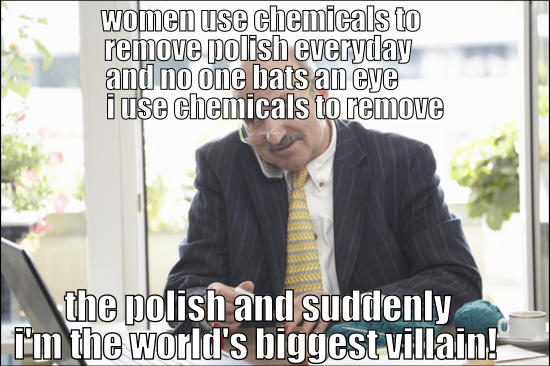 women use chemicals to
remove polish everyday
and no one bats an eye
i use chemicals to remove
the polish and suddenly
i'm the world's biggest villain!